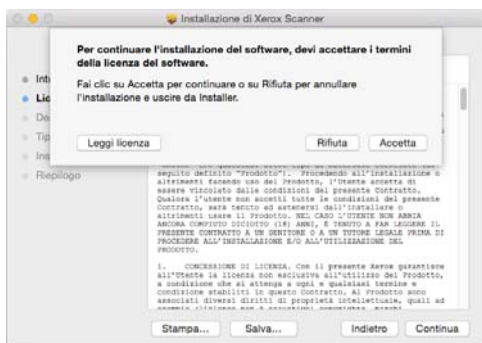 Installazione di Xerox Scanner
Per continuare l'installazione del software, devi accettare i termini
della licenza del software.
Fai clic su Accetta per continuare o su Rifiuta per annullare
l'installazione e uscire da Installer.
Leggi licenza
Rifiuta
Accetta
Riepilogo
seguito definito "Prodotto"). Procedendo all'installazione o
altrimenti facendo uso del Prodotto, l'Utente accetta di
essere vincolato dalle condizioni del presente Contratto.
Qualora l'utente non accetti tutte le condizioni del presente
Contratto, sarà tenuto ad astenersi dall'installare o
altrimenti usare il Prodotto. NEL CASO L'UTENTE NON ABBIA
ANCORA COMPIUTO DICIOTTO (18) ANNI, È TENUTO A FAR LEGGERE IL
PRESENTE CONTRATTO A UN GENITORE O A UN TUTORE LEGALE PRIMA DI
PROCEDERE ALL'INSTALLAZIONE E/O ALL'UTILIZZAZIONE DEL
PRODOTTO.
1. CONCESSIONE DI LICENZA. Con il presente Xerox garantisce
all'Utente la licenza non esclusiva all'utilizzo del Prodotto,
a condizione che si attenga a ogni e qualsiasi termine e
condizione stabiliti in questo Contratto. Al Prodotto sono
associati diversi diritti di proprietà intellettuale, quali ad
Stampa...
Salva...
Indietro
Continua